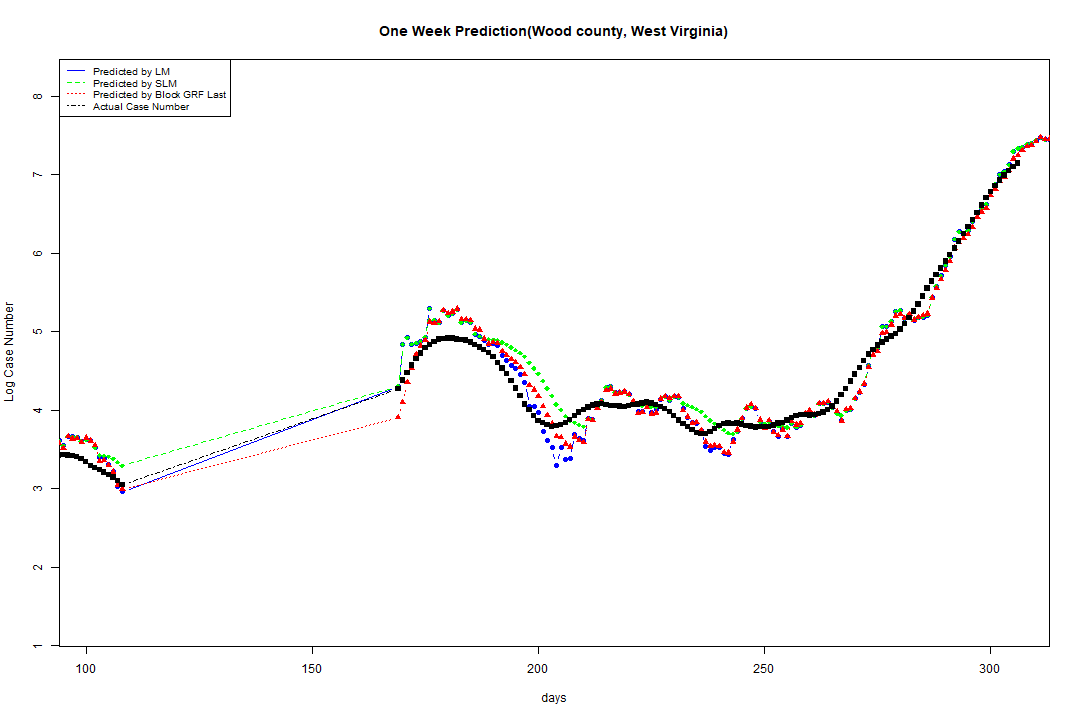 One Week Prediction(Wood county, West Virginia)
Predicted by LM
Predicted by SLM
Predicted by Block GRF Last
Actual Case Number
8
7
6
5
4
3
2
1
Log Case Number
100 150 200 250 300
days